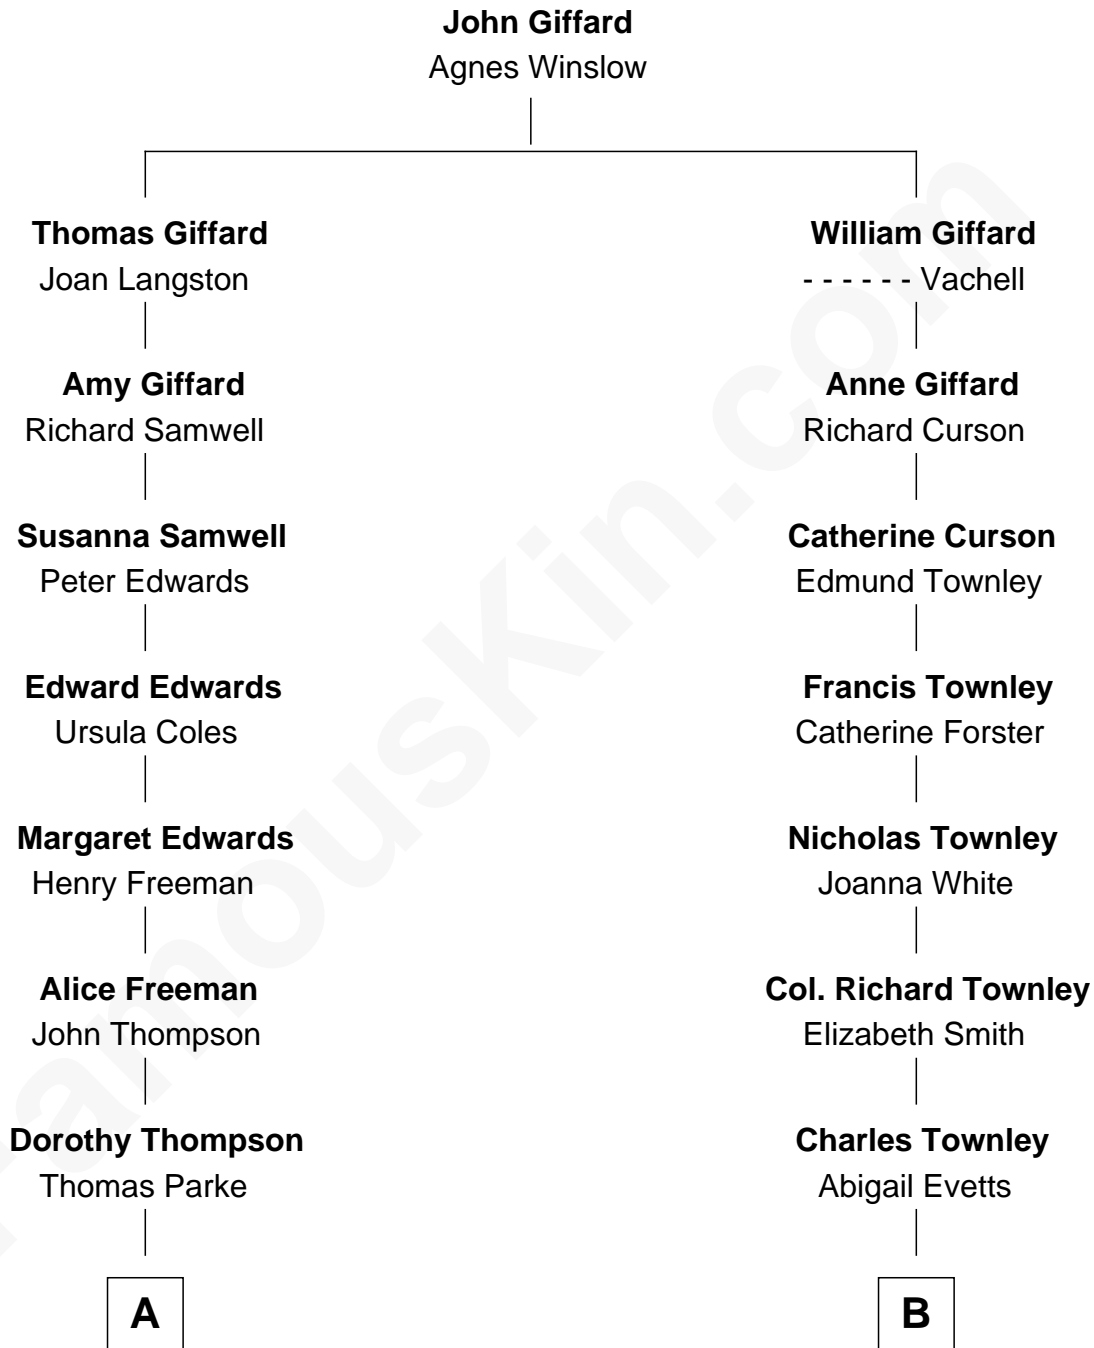 John Giffard
Agnes Winslow
Thomas Giffard
Joan Langston
Amy Giffard
Richard Samwell
Susanna Samwell
Peter Edwards
Edward Edwards
Ursula Coles
Margaret Edwards
Henry Freeman
Alice Freeman
John Thompson
Dorothy Thompson
Thomas Parke
A
William Giffard
- - - - - - Vachell
Anne Giffard
Richard Curson
Catherine Curson
Edmund Townley
Francis Townley
Catherine Forster
Nicholas Townley
Joanna White
Col. Richard Townley
Elizabeth Smith
Charles Townley
Abigail Evetts
B
FamousKin.com